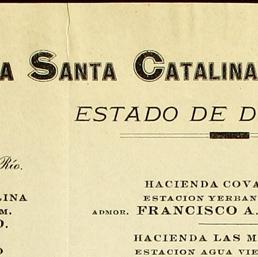 A SANTA CATALINA
ESTADO DE D
Río.
LINA
M.
O.
HACIENDA COVA
ESTACION YERBAN
ADMOR. FRANCISCO A.
HACIENDA LAS M
ESTACION AGUA VIE